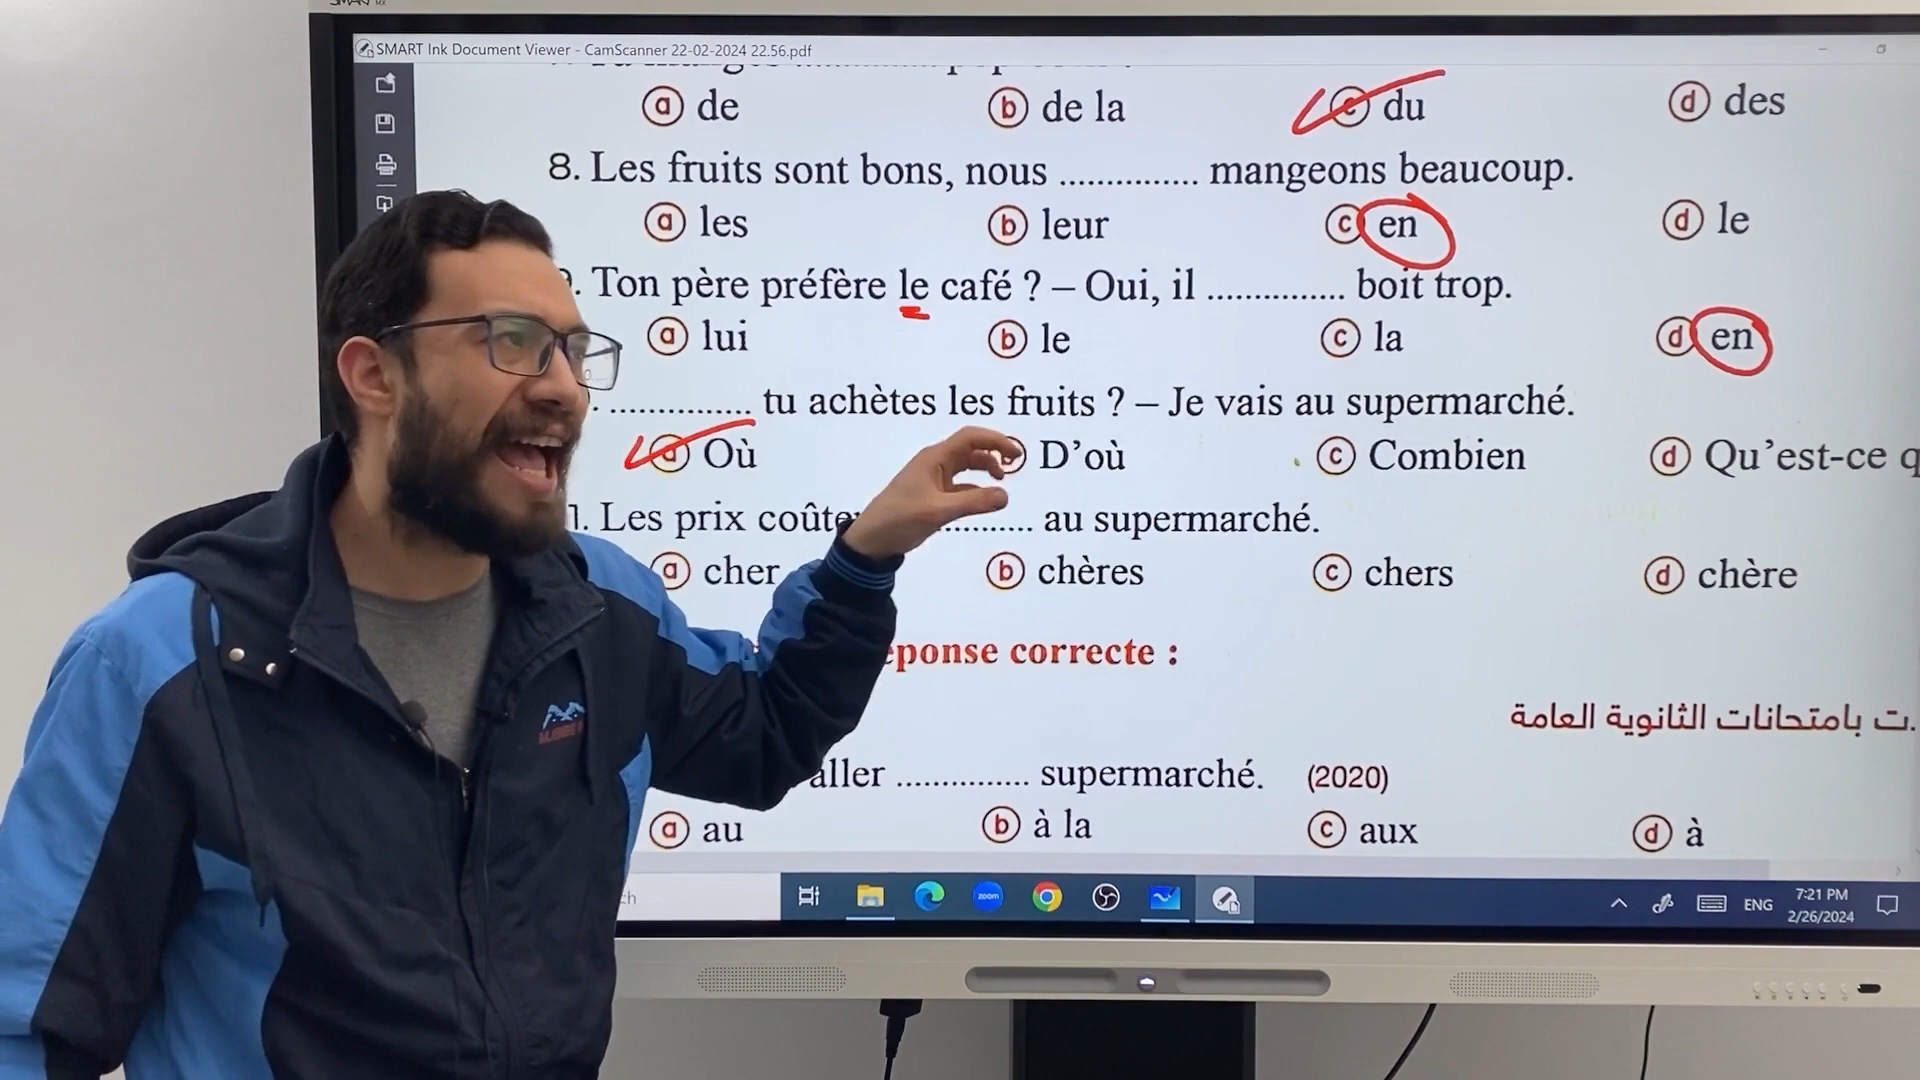 SMART Ink Document Viewer - CamScanner 22-02-2024 22.56.pdf
ⓐ de ⓑ de la ⓒ du ⓓ des
8. Les fruits sont bons, nous .............. mangeons beaucoup.
ⓐ les ⓑ leur ⓒ en ⓓ le
. Ton père préfère le café ? – Oui, il .............. boit trop.
ⓐ lui ⓑ le ⓒ la ⓓ en
. .............. tu achètes les fruits ? – Je vais au supermarché.
ⓐ Où ⓑ D’où ⓒ Combien ⓓ Qu’est-ce q
1. Les prix coûte .......... au supermarché.
ⓐ cher ⓑ chères ⓒ chers ⓓ chère
éponse correcte :
ت بامتحانات الثانوية العامة.
aller .............. supermarché. (2020)
ⓐ au ⓑ à la ⓒ aux ⓓ à
zoom
ENG
7:21 PM
2/26/2024